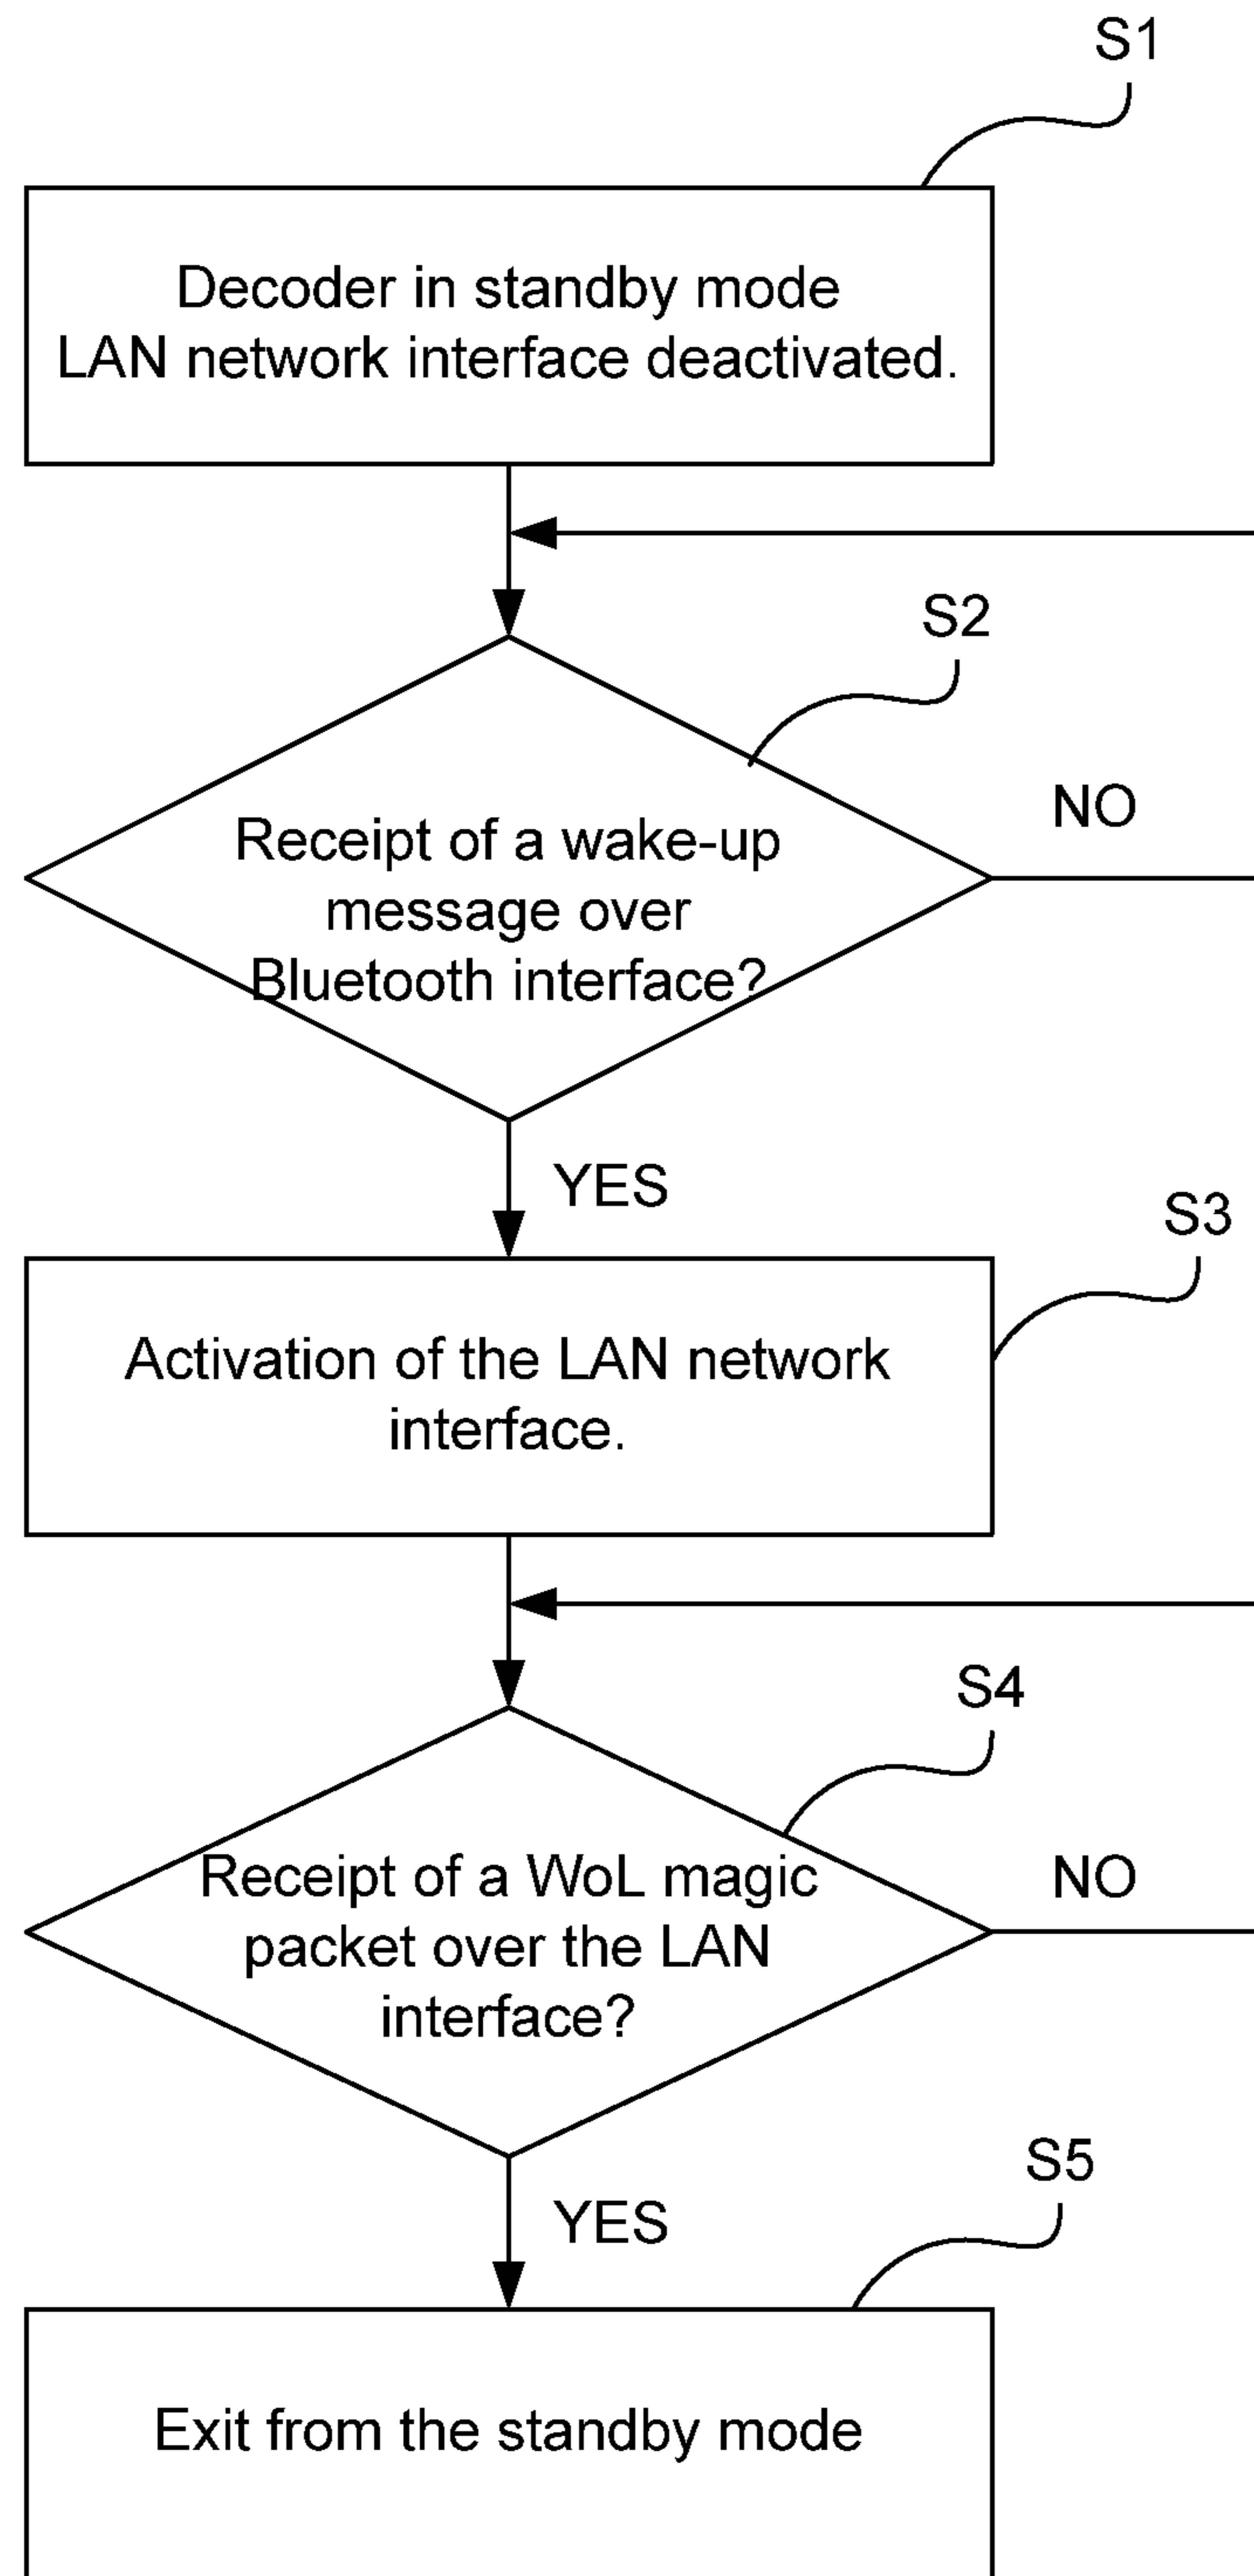 S1
Decoder in standby mode
LAN network interface deactivated.
S2
NO
Receipt of a wake-up
message over
Bluetooth interface?
YES
S3
Activation of the LAN network
interface.
S4
NO
Receipt of a WoL magic
packet over the LAN
interface?
YES
S5
Exit from the standby mode